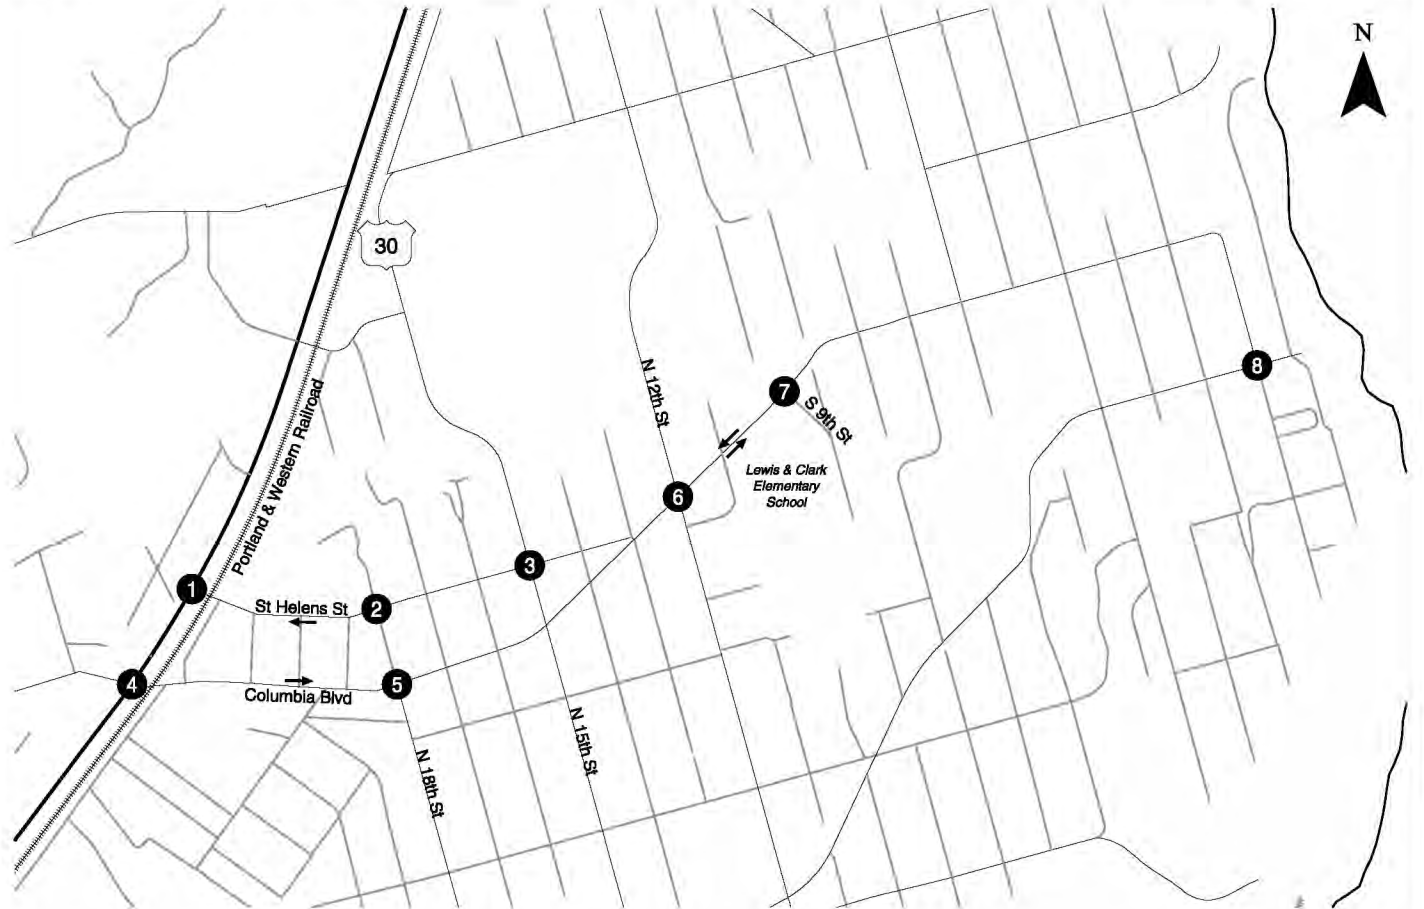 N
30
8
N 12th St
7
S 9th St
Portland & Western Railroad
Lewis & Clark
Elementary
School
6
3
1
St Helens St
2
4
5
Columbia Blvd
N 15th St
N 18th St